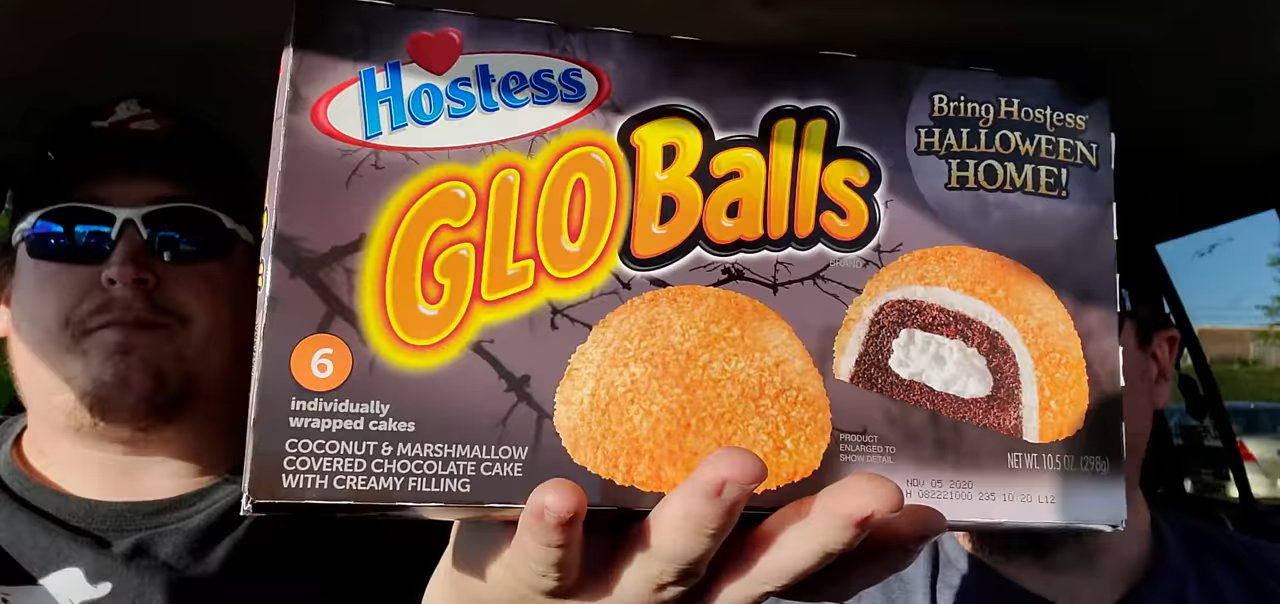 Hostess
GLO Balls
BRAND
Bring Hostess®
HALLOWEEN
HOME!
6
individually
wrapped cakes
COCONUT & MARSHMALLOW
COVERED CHOCOLATE CAKE
WITH CREAMY FILLING
PRODUCT
ENLARGED TO
SHOW DETAIL
NET WT. 10.5 OZ. (298g)
NOV 05 2020
H 082221000 235 10:20 L12